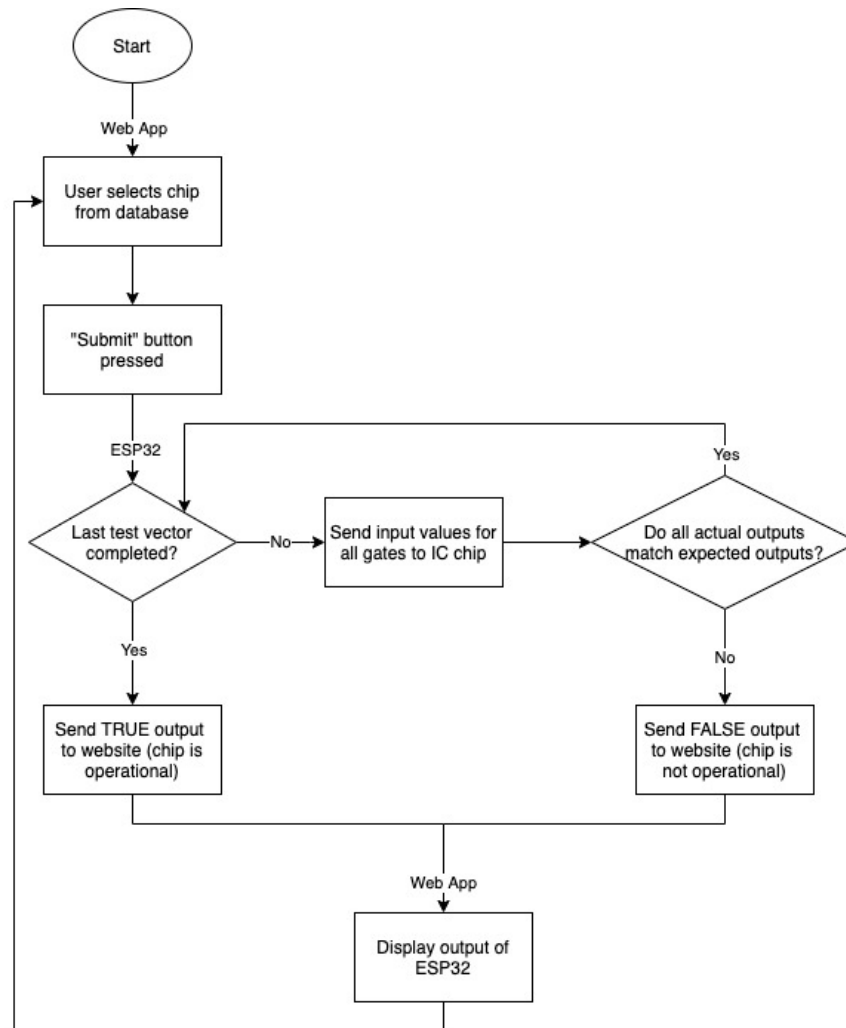 Start
Web App
User selects chip
from database
"Submit" button
pressed
ESP32
Yes
Last test vector
completed?
No
Send input values for
all gates to IC chip
Do all actual outputs
match expected outputs?
Yes
No
Send TRUE output
to website (chip is
operational)
Send FALSE output
to website (chip is
not operational)
Web App
Display output of
ESP32